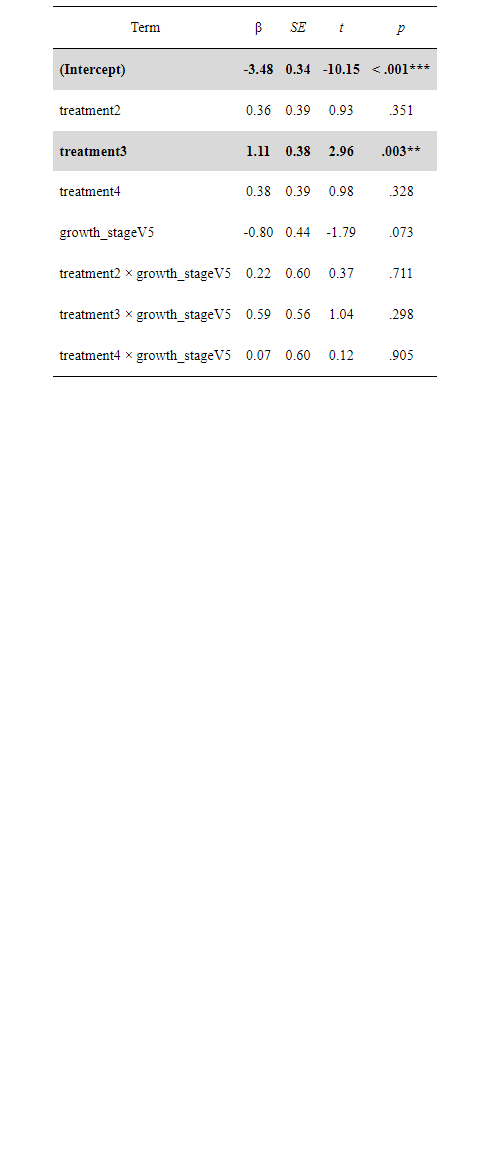 Term β SE t p
(Intercept) -3.48 0.34 -10.15 < .001***
treatment2 0.36 0.39 0.93 .351
treatment3 1.11 0.38 2.96 .003**
treatment4 0.38 0.39 0.98 .328
growth_stageV5 -0.80 0.44 -1.79 .073
treatment2 × growth_stageV5 0.22 0.60 0.37 .711
treatment3 × growth_stageV5 0.59 0.56 1.04 .298
treatment4 × growth_stageV5 0.07 0.60 0.12 .905